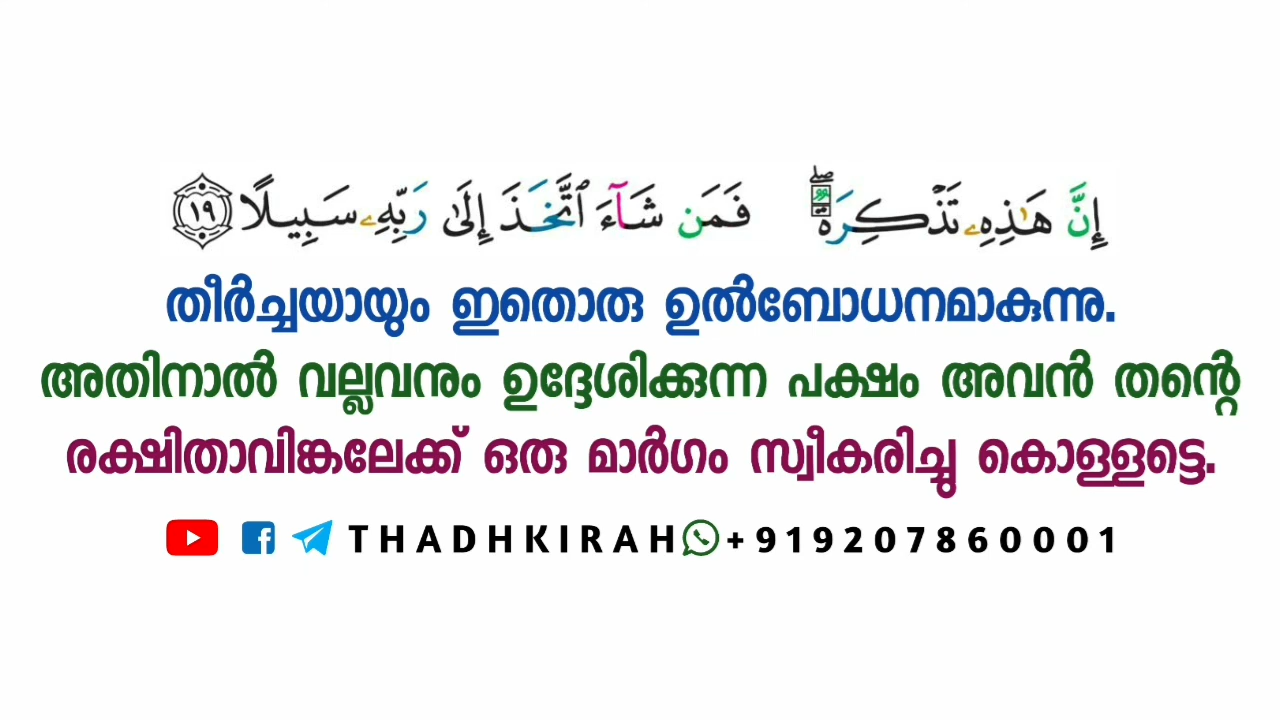 إِنَّ هَـٰذِهِۦ تَذْكِرَةٌ ۖ فَمَن شَآءَ ٱتَّخَذَ إِلَىٰ رَبِّهِۦ سَبِيلًا ١٩
തീർച്ചയായും ഇതൊരു ഉൽബോധനമാകുന്നു.
അതിനാൽ വല്ലവനും ഉദ്ദേശിക്കുന്ന പക്ഷം അവൻ തന്റെ
രക്ഷിതാവിങ്കലേക്ക് ഒരു മാർഗം സ്വീകരിച്ചു കൊള്ളട്ടെ.
THADHKIRAH +919207860001